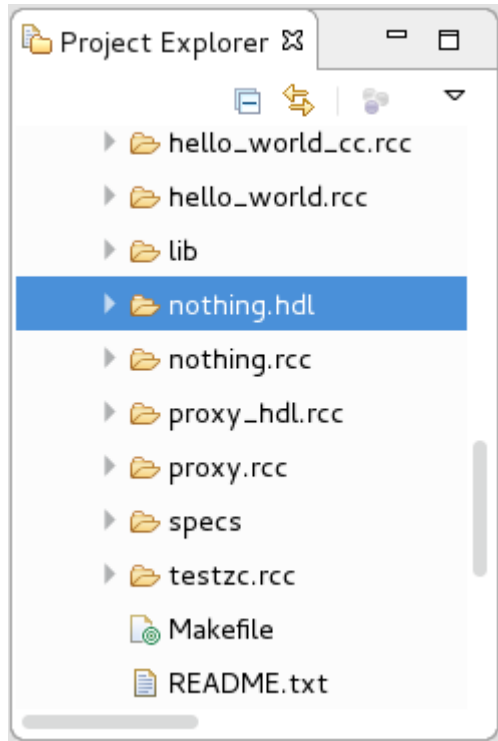 Project Explorer
hello_world_cc.rcc
hello_world.rcc
lib
nothing.hdl
nothing.rcc
proxy_hdl.rcc
proxy.rcc
specs
testzc.rcc
Makefile
README.txt